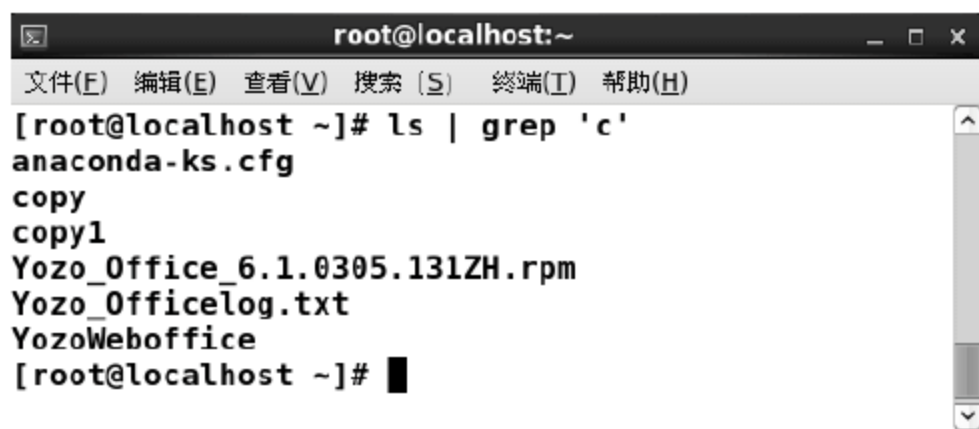 root@localhost:~
文件(F) 编辑(E) 查看(V) 搜索 (S) 终端(T) 帮助(H)
[root@localhost ~]# ls | grep 'c'
anaconda-ks.cfg
copy
copy1
Yozo_Office_6.1.0305.131ZH.rpm
Yozo_Officelog.txt
YozoWeboffice
[root@localhost ~]#